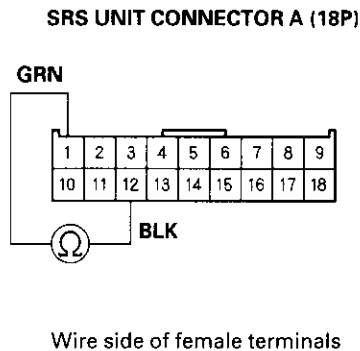 SRS UNIT CONNECTOR A (18P)
GRN
1 2 3 4 5 6 7 8 9
10 11 12 13 14 15 16 17 18
Ω
BLK
Wire side of female terminals